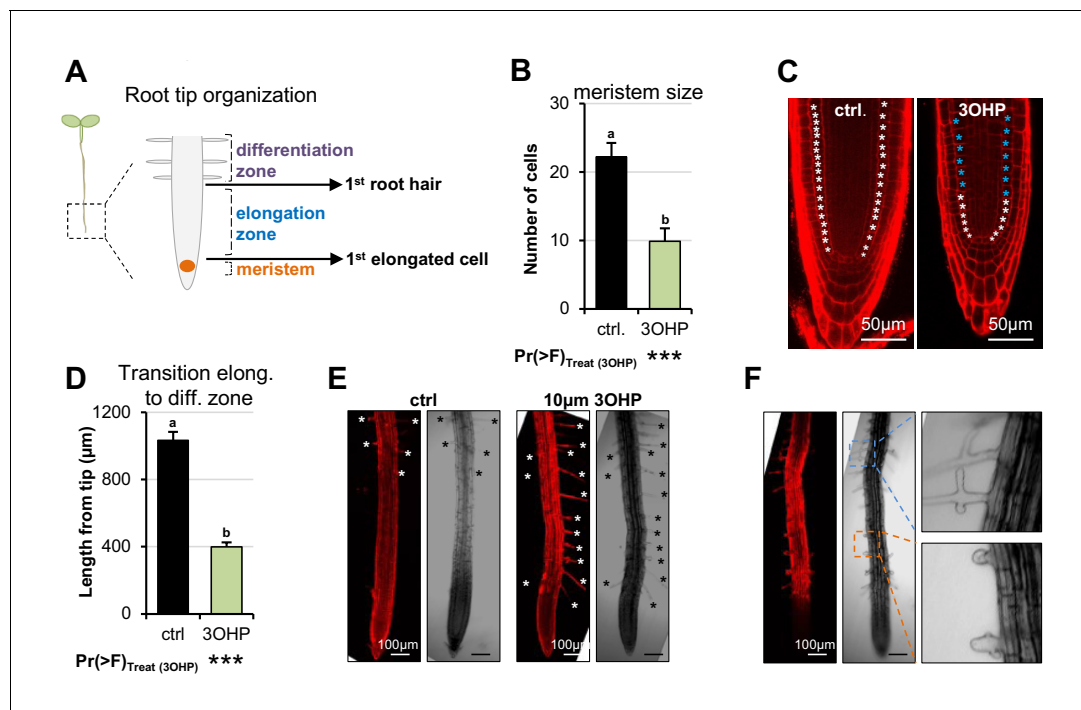 A
Root tip organization
differentiation
zone
1st root hair
elongation
zone
1st elongated cell
meristem
B
meristem size
Number of cells
30
20
10
0
a
b
ctrl.
3OHP
Pr(>F)Treat (3OHP) ***
C
ctrl.
3OHP
50µm
50µm
D
Transition elong.
to diff. zone
Length from tip (µm)
1200
800
400
0
a
b
ctrl
3OHP
Pr(>F)Treat (3OHP) ***
E
ctrl
10µm 3OHP
100µm
100µm
F
100µm